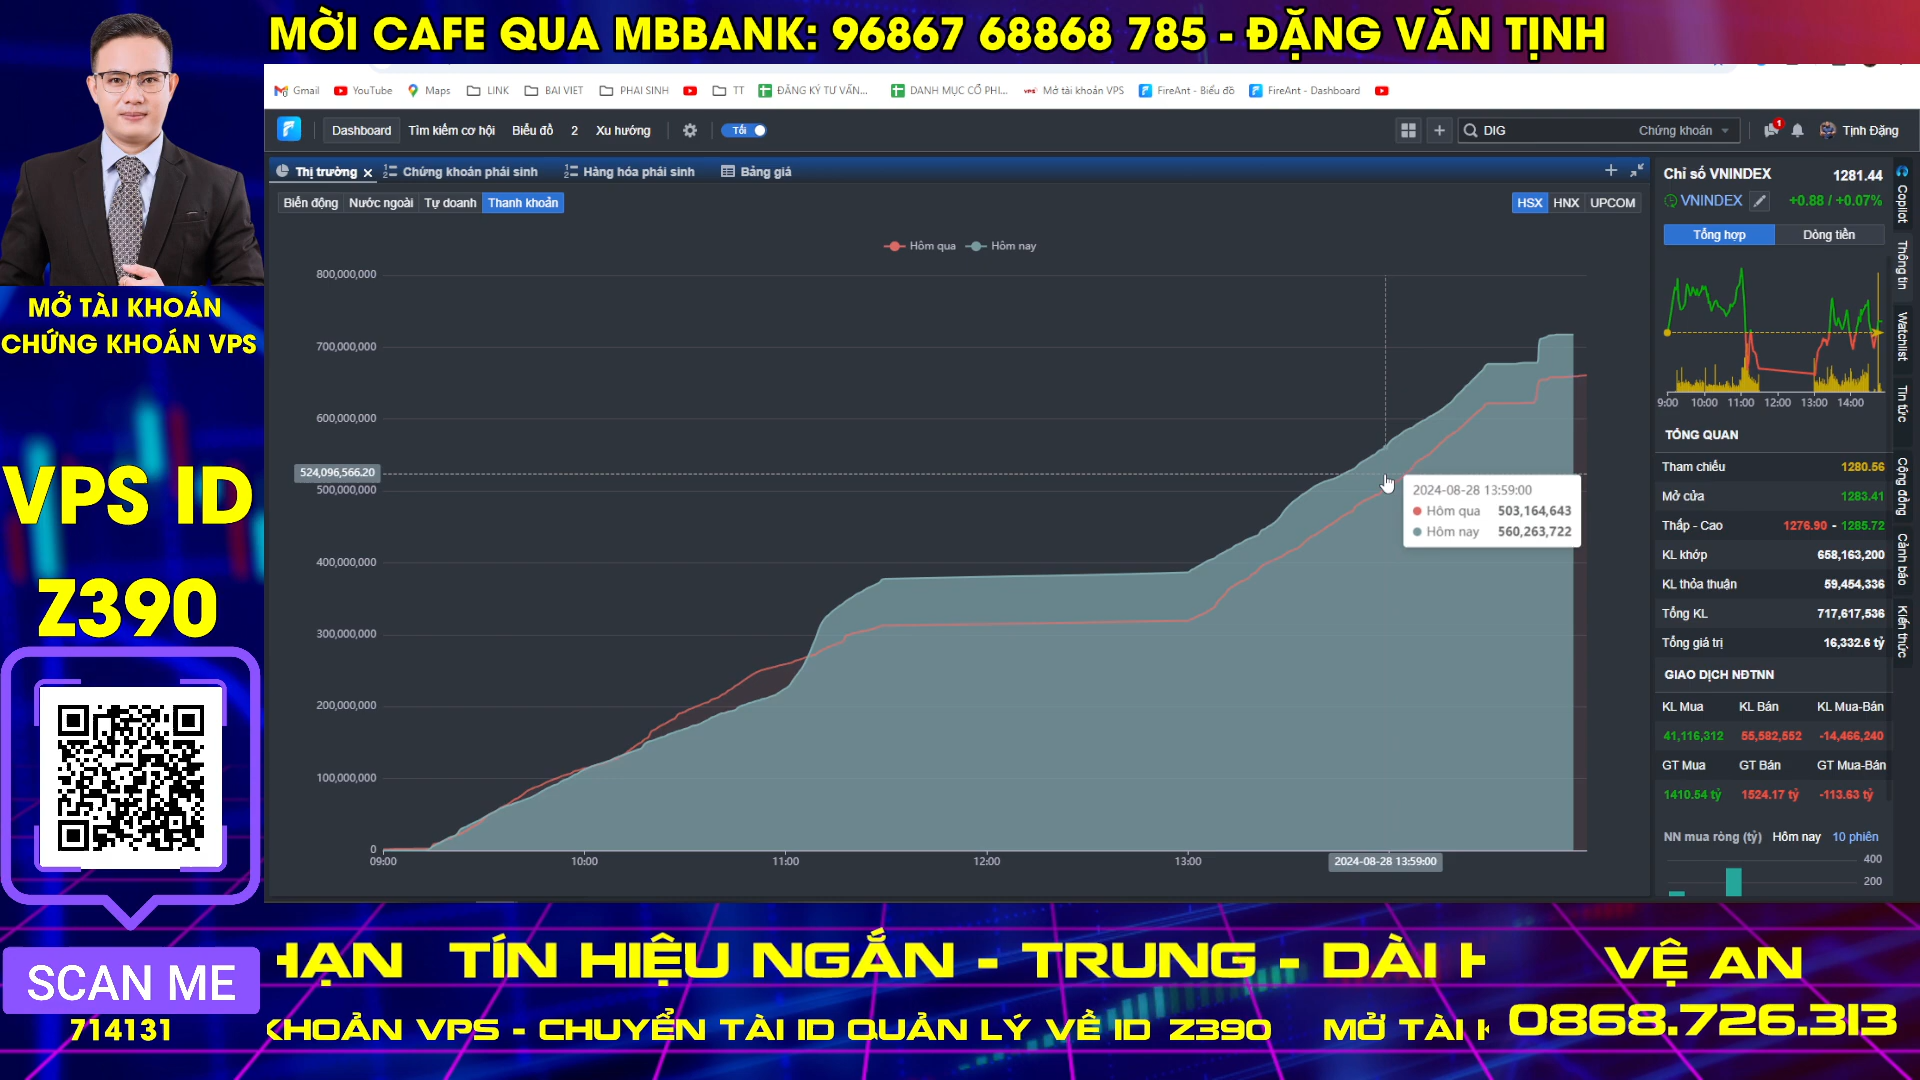 MỜI CAFE QUA MBBANK: 96867 68868 785 - ĐẶNG VĂN TỊNH
MỞ TÀI KHOẢN
CHỨNG KHOÁN VPS
VPS ID
Z390
SCAN ME
714131
Gmail YouTube Maps LINK BAI VIET PHAI SINH TT ĐĂNG KÝ TƯ VẤN... DANH MỤC CỔ PHI... Mở tài khoản VPS FireAnt - Biểu đồ FireAnt - Dashboard
Dashboard Tìm kiếm cơ hội Biểu đồ 2 Xu hướng Tối DIG Chứng khoán 1 Tịnh Đặng
Thị trường Chứng khoán phái sinh Hàng hóa phái sinh Bảng giá
Biến động Nước ngoài Tự doanh Thanh khoản HSX HNX UPCOM
Hôm qua Hôm nay
800,000,000
700,000,000
600,000,000
524,096,566.20
500,000,000
400,000,000
300,000,000
200,000,000
100,000,000
0
09:00 10:00 11:00 12:00 13:00 2024-08-28 13:59:00
2024-08-28 13:59:00
Hôm qua 503,164,643
Hôm nay 560,263,722
Chỉ số VNINDEX 1281.44
VNINDEX +0.88 / +0.07%
Tổng hợp Dòng tiền
9:00 10:00 11:00 12:00 13:00 14:00
TỔNG QUAN
Tham chiếu 1280.56
Mở cửa 1283.41
Thấp - Cao 1276.90 - 1285.72
KL khớp 658,163,200
KL thỏa thuận 59,454,336
Tổng KL 717,617,536
Tổng giá trị 16,332.6 tỷ
GIAO DỊCH NĐTNN
KL Mua KL Bán KL Mua-Bán
41,116,312 55,582,552 -14,466,240
GT Mua GT Bán GT Mua-Bán
1410.54 tỷ 1524.17 tỷ -113.63 tỷ
NN mua ròng (tỷ) Hôm nay 10 phiên
400
200
Copilot
Thông tin
Watchlist
Tin tức
Cộng đồng
Cảnh báo
Kiến thức
HẠN TÍN HIỆU NGẮN - TRUNG - DÀI H
KHOẢN VPS - CHUYỂN TÀI ID QUẢN LÝ VỀ ID Z390 MỞ TÀI K
VỆ AN
0868.726.313